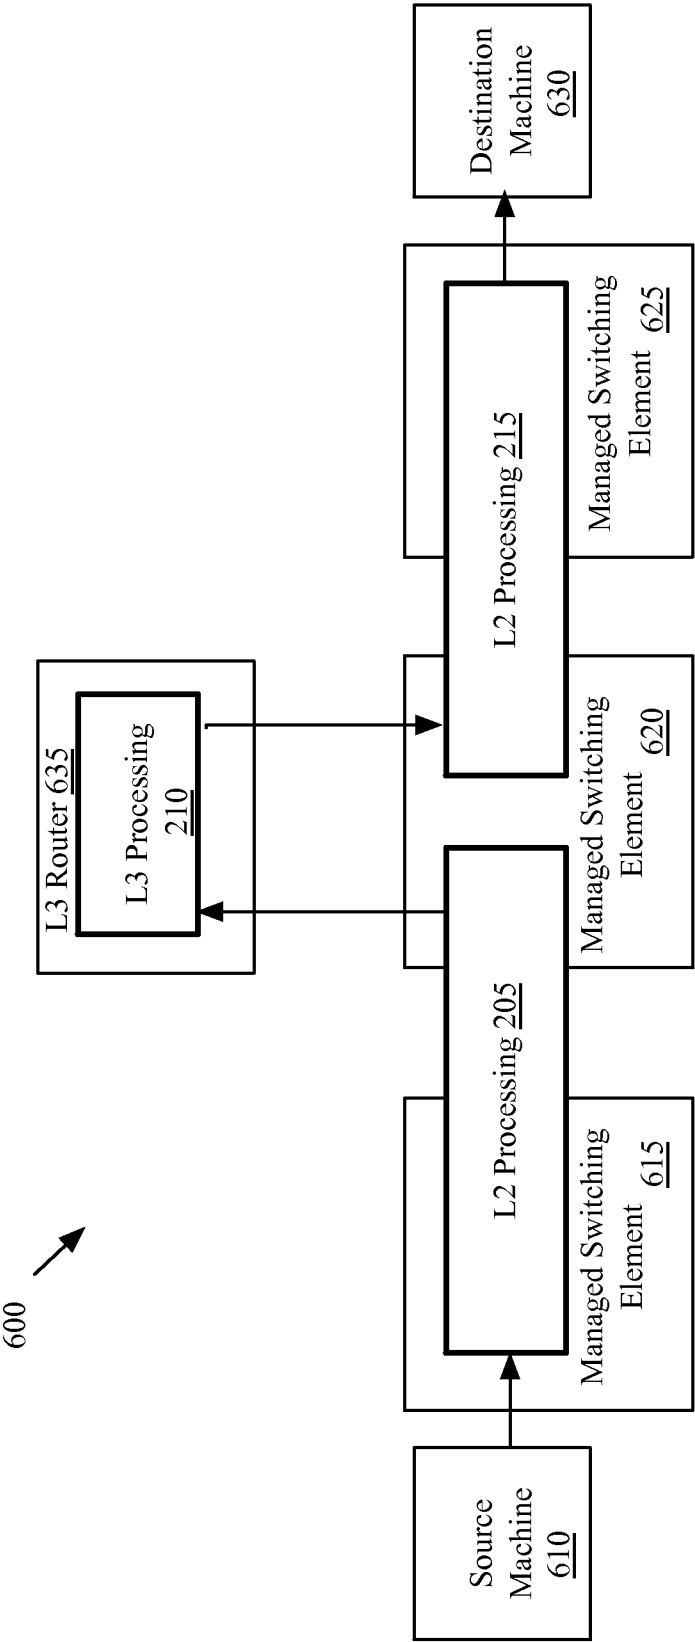 600
L3 Router 635
L3 Processing
210
Source
Machine
610
L2 Processing 205
Managed Switching
Element 615
Managed Switching
Element 620
L2 Processing 215
Managed Switching
Element 625
Destination
Machine
630